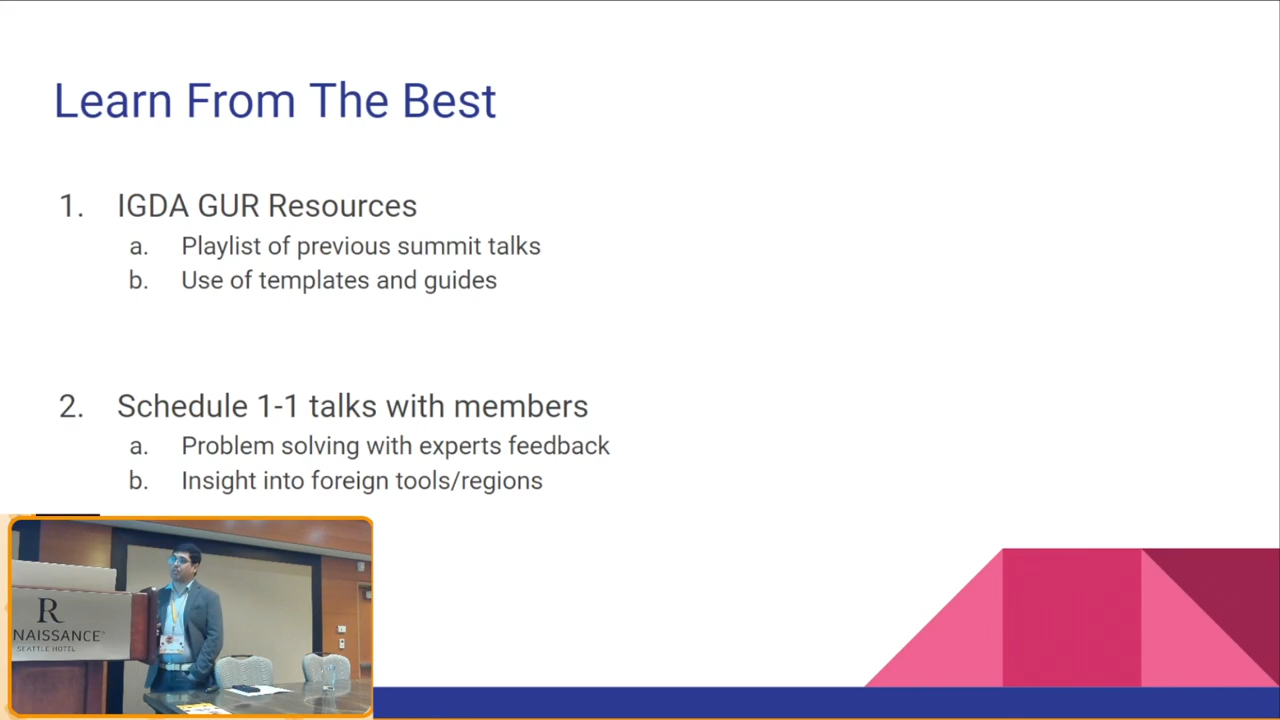 Learn From The Best
1. IGDA GUR Resources
a. Playlist of previous summit talks
b. Use of templates and guides
2. Schedule 1-1 talks with members
a. Problem solving with experts feedback
b. Insight into foreign tools/regions
R
NAISSANCE
SEATTLE HOTEL